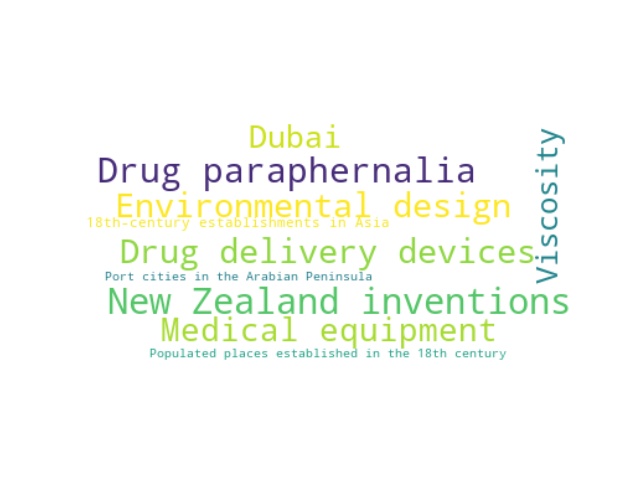 Dubai
Drug paraphernalia
Environmental design
18th-century establishments in Asia
Drug delivery devices
Port cities in the Arabian Peninsula
New Zealand inventions
Medical equipment
Populated places established in the 18th century
Viscosity